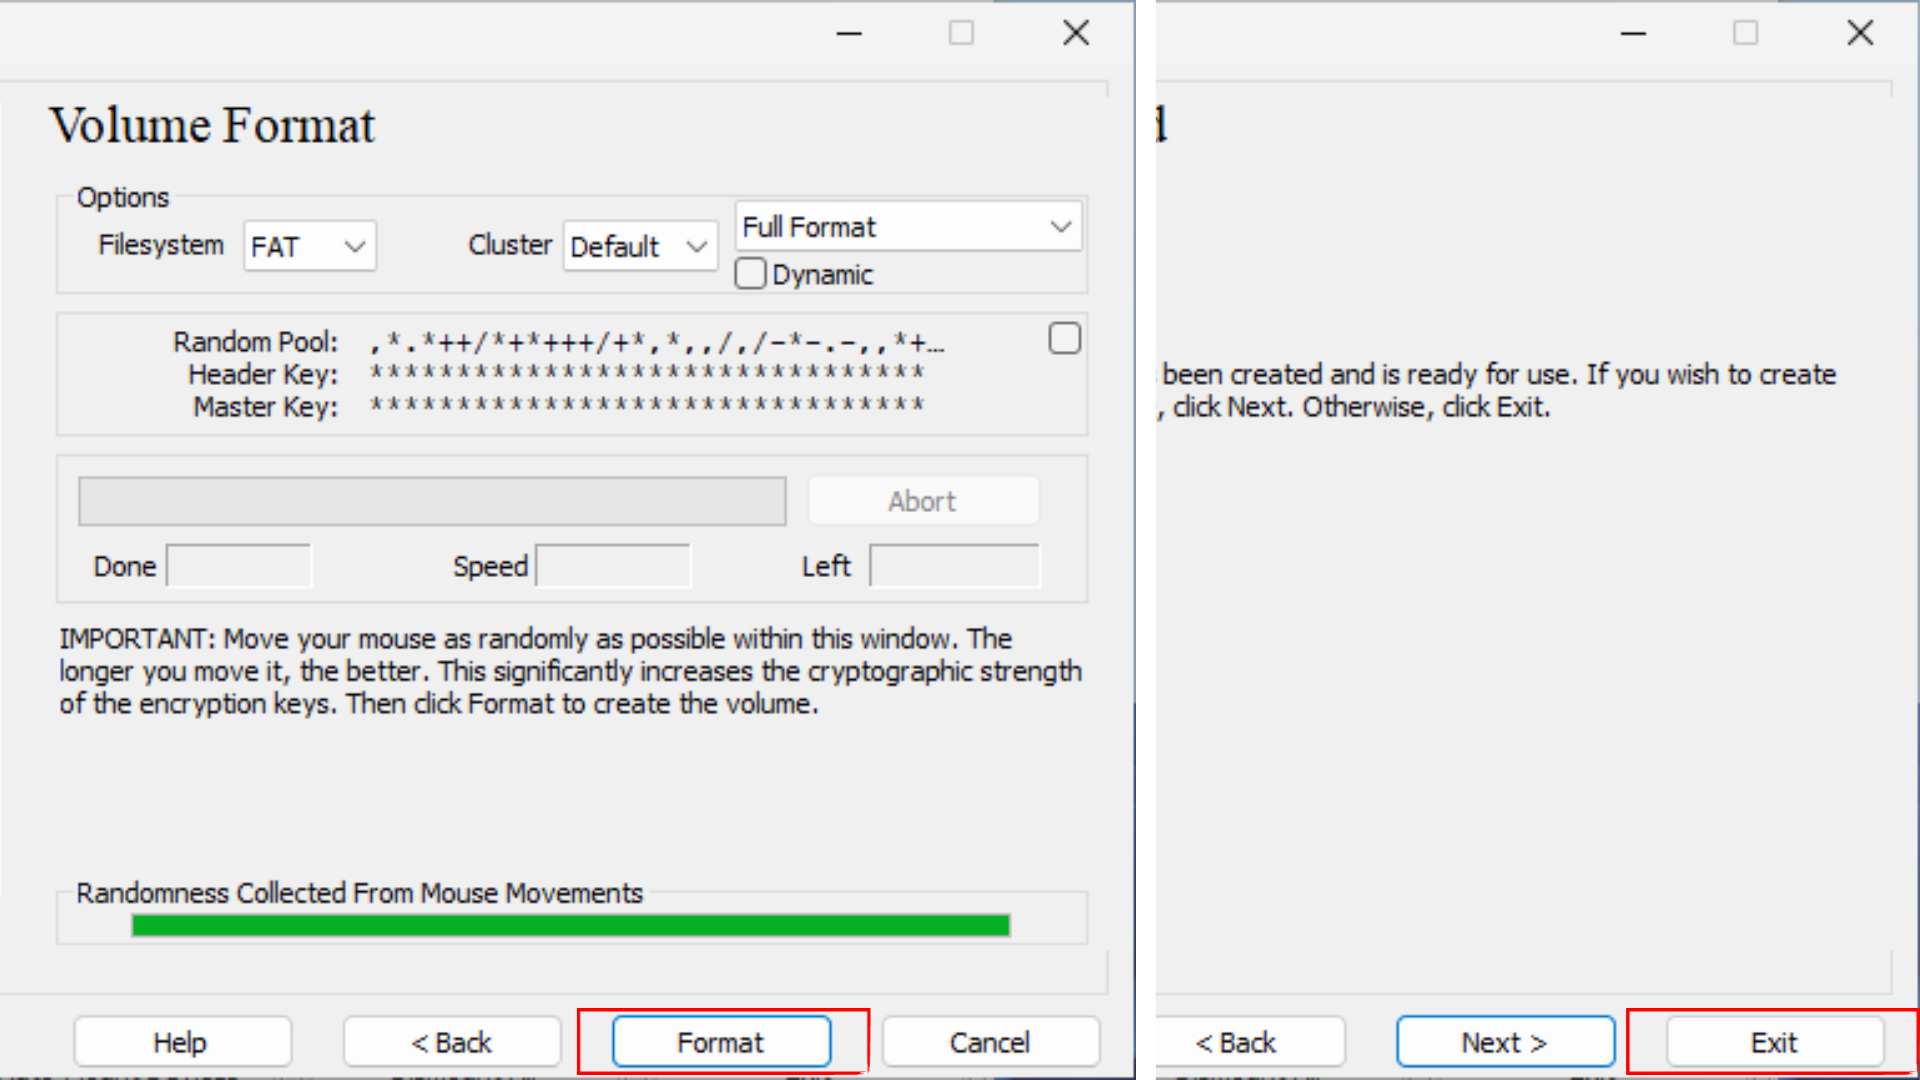 Volume Format
Options
Filesystem FAT Cluster Default Full Format
Dynamic
Random Pool: ,*.*++/*+*+++/+*,*,,/,/-*-.-,,*+...
Header Key: ********************************
Master Key: ********************************
Abort
Done Speed Left
IMPORTANT: Move your mouse as randomly as possible within this window. The
longer you move it, the better. This significantly increases the cryptographic strength
of the encryption keys. Then click Format to create the volume.
Randomness Collected From Mouse Movements
Help < Back Format Cancel
d
been created and is ready for use. If you wish to create
, click Next. Otherwise, click Exit.
< Back Next > Exit